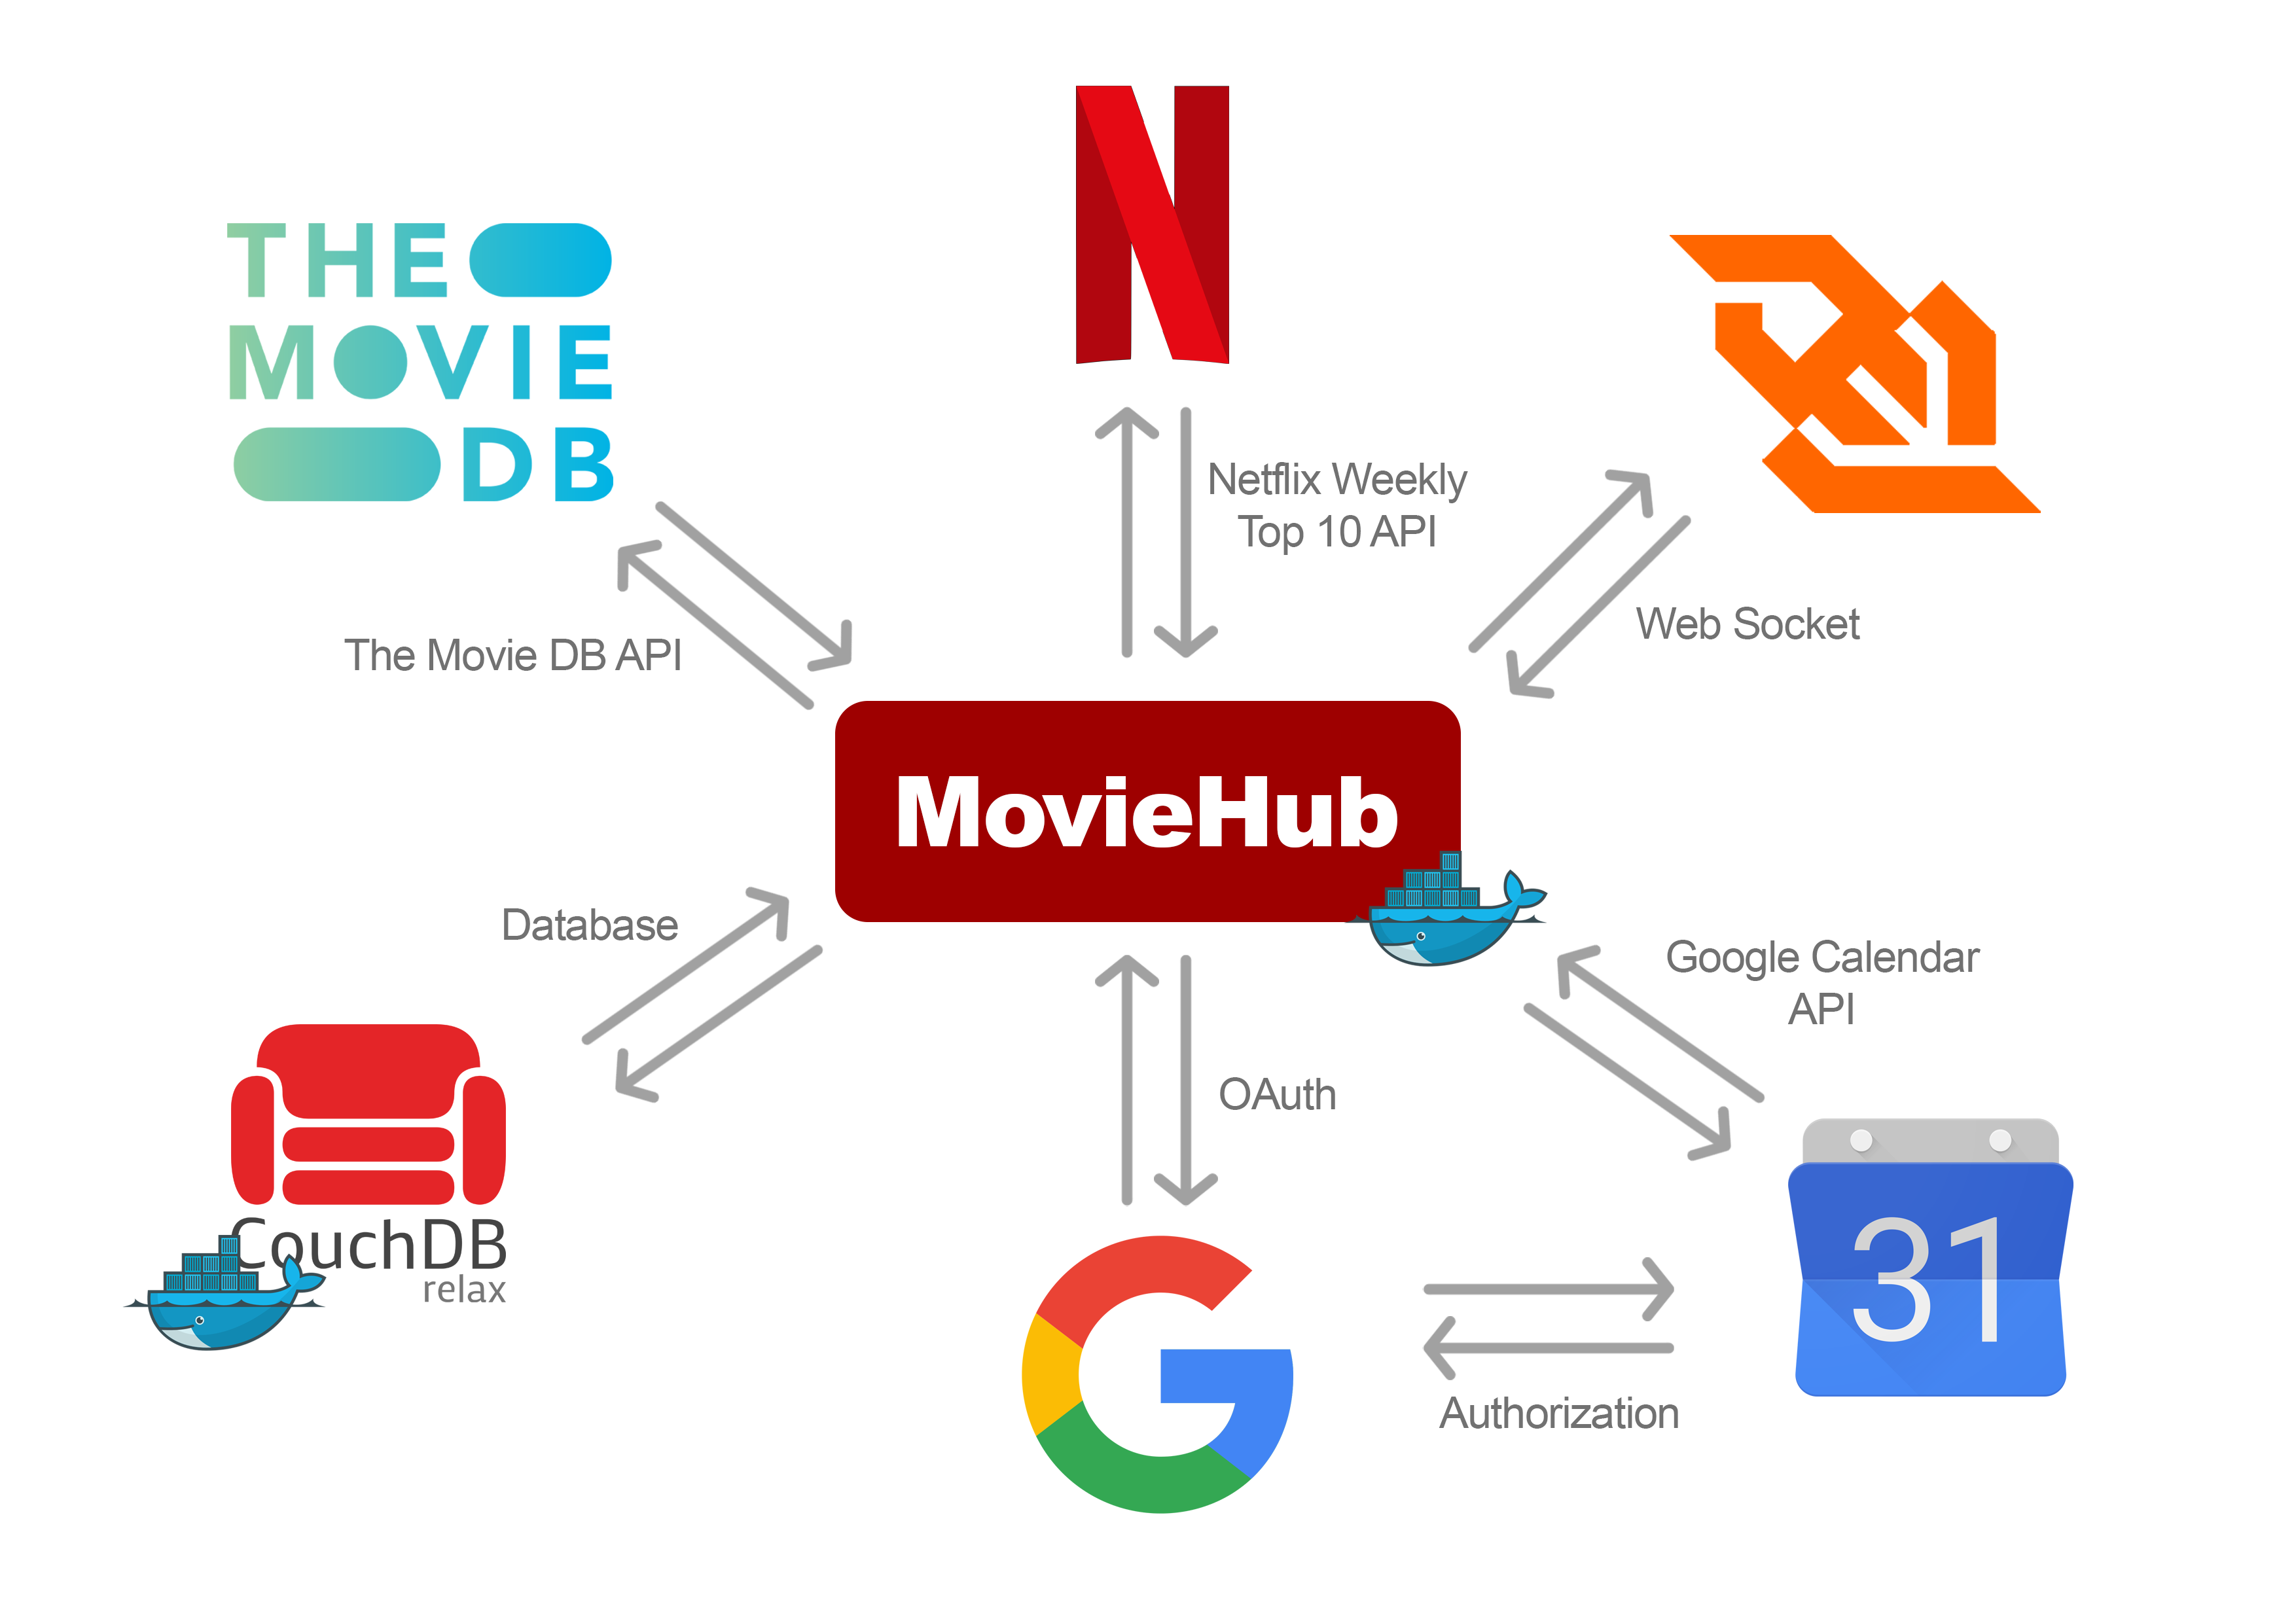 THE
MOVIE
DB
Netflix Weekly
Top 10 API
Web Socket
The Movie DB API
MovieHub
Database
Google Calendar
API
OAuth
CouchDB
relax
31
Authorization